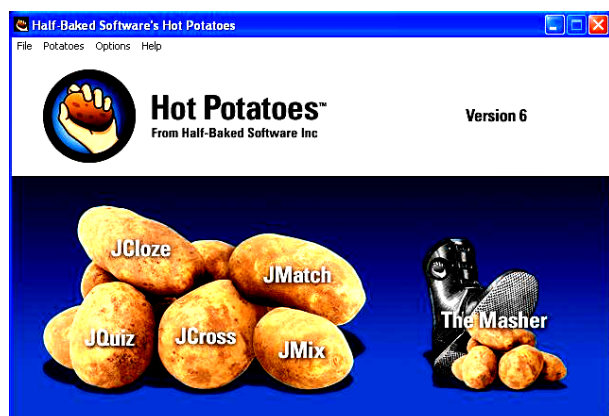 Half-Baked Software's Hot Potatoes
File Potatoes Options Help
Hot Potatoes™
From Half-Baked Software Inc
Version 6
JCloze
JMatch
JQuiz
JCross
JMix
The Masher